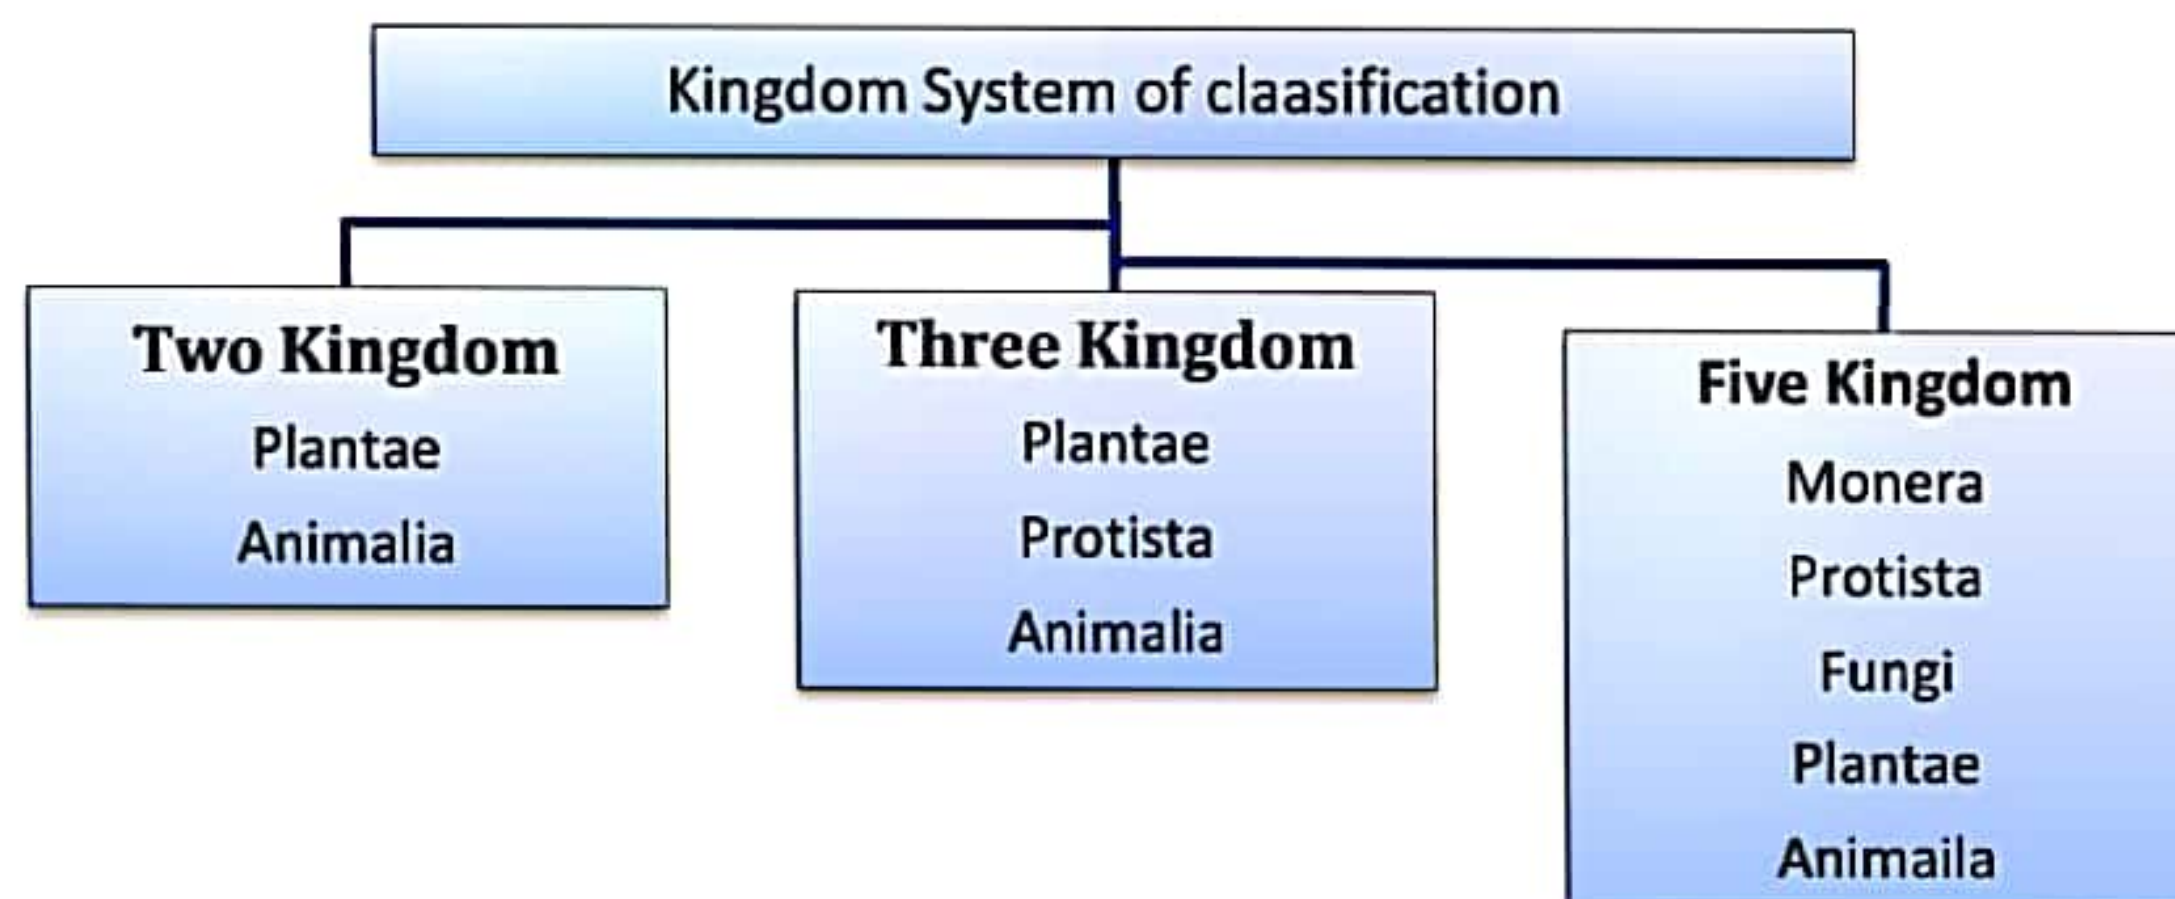 Kingdom System of claasification
Two Kingdom
Plantae
Animalia
Three Kingdom
Plantae
Protista
Animalia
Five Kingdom
Monera
Protista
Fungi
Plantae
Animaila